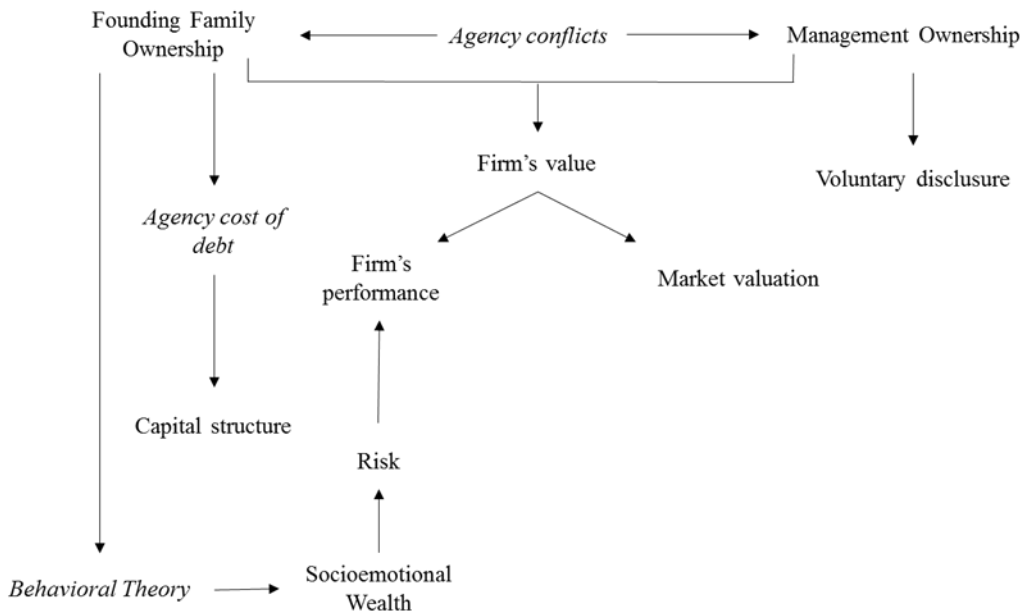 Founding Family
Ownership
Agency conflicts
Management Ownership
Firm's value
Voluntary disclusure
Agency cost of
debt
Firm's
performance
Market valuation
Capital structure
Risk
Behavioral Theory
Socioemotional
Wealth